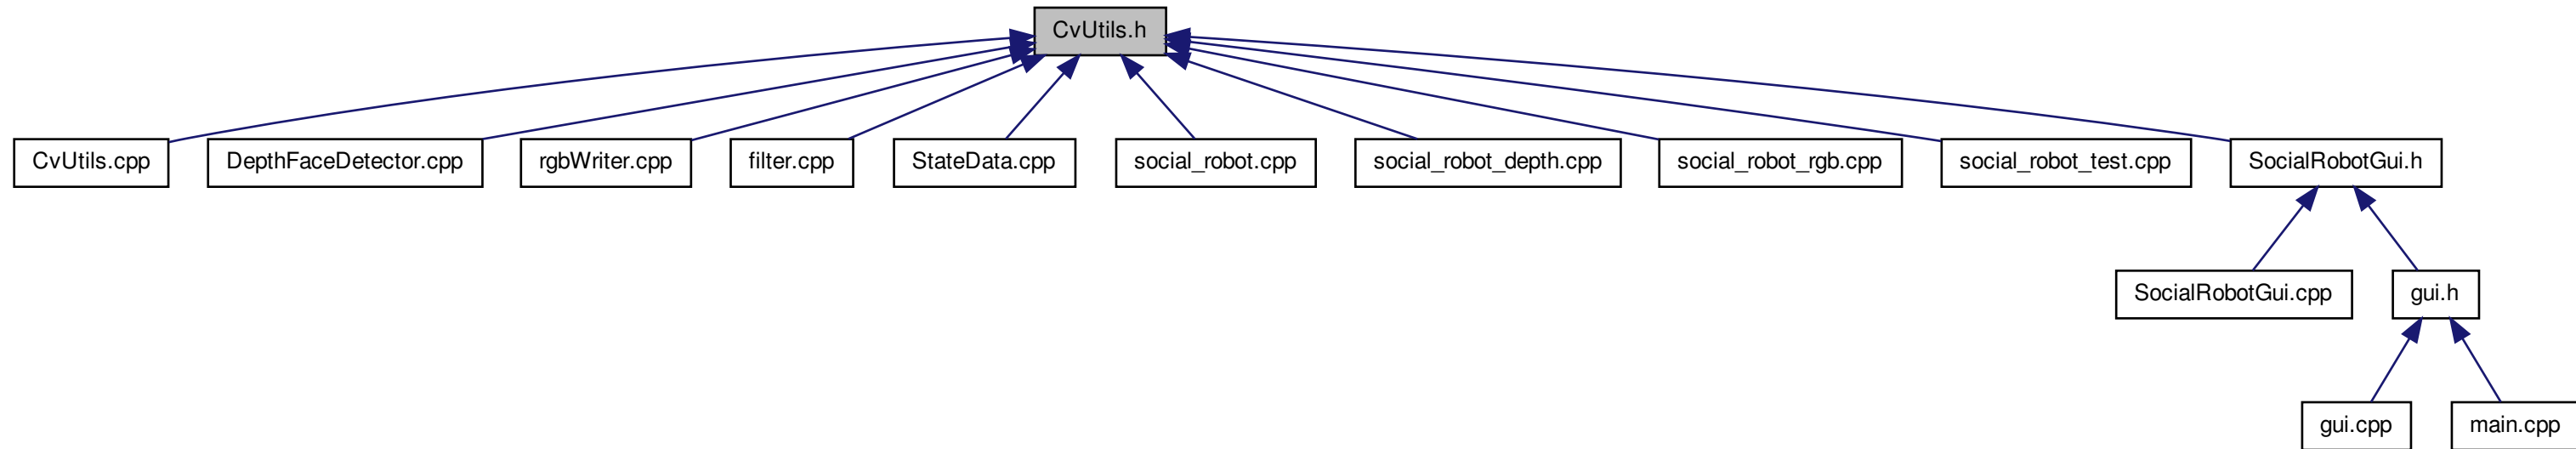 CvUtils.h
CvUtils.cpp
DepthFaceDetector.cpp
rgbWriter.cpp
filter.cpp
StateData.cpp
social_robot.cpp
social_robot_depth.cpp
social_robot_rgb.cpp
social_robot_test.cpp
SocialRobotGui.h
SocialRobotGui.cpp
gui.h
gui.cpp
main.cpp